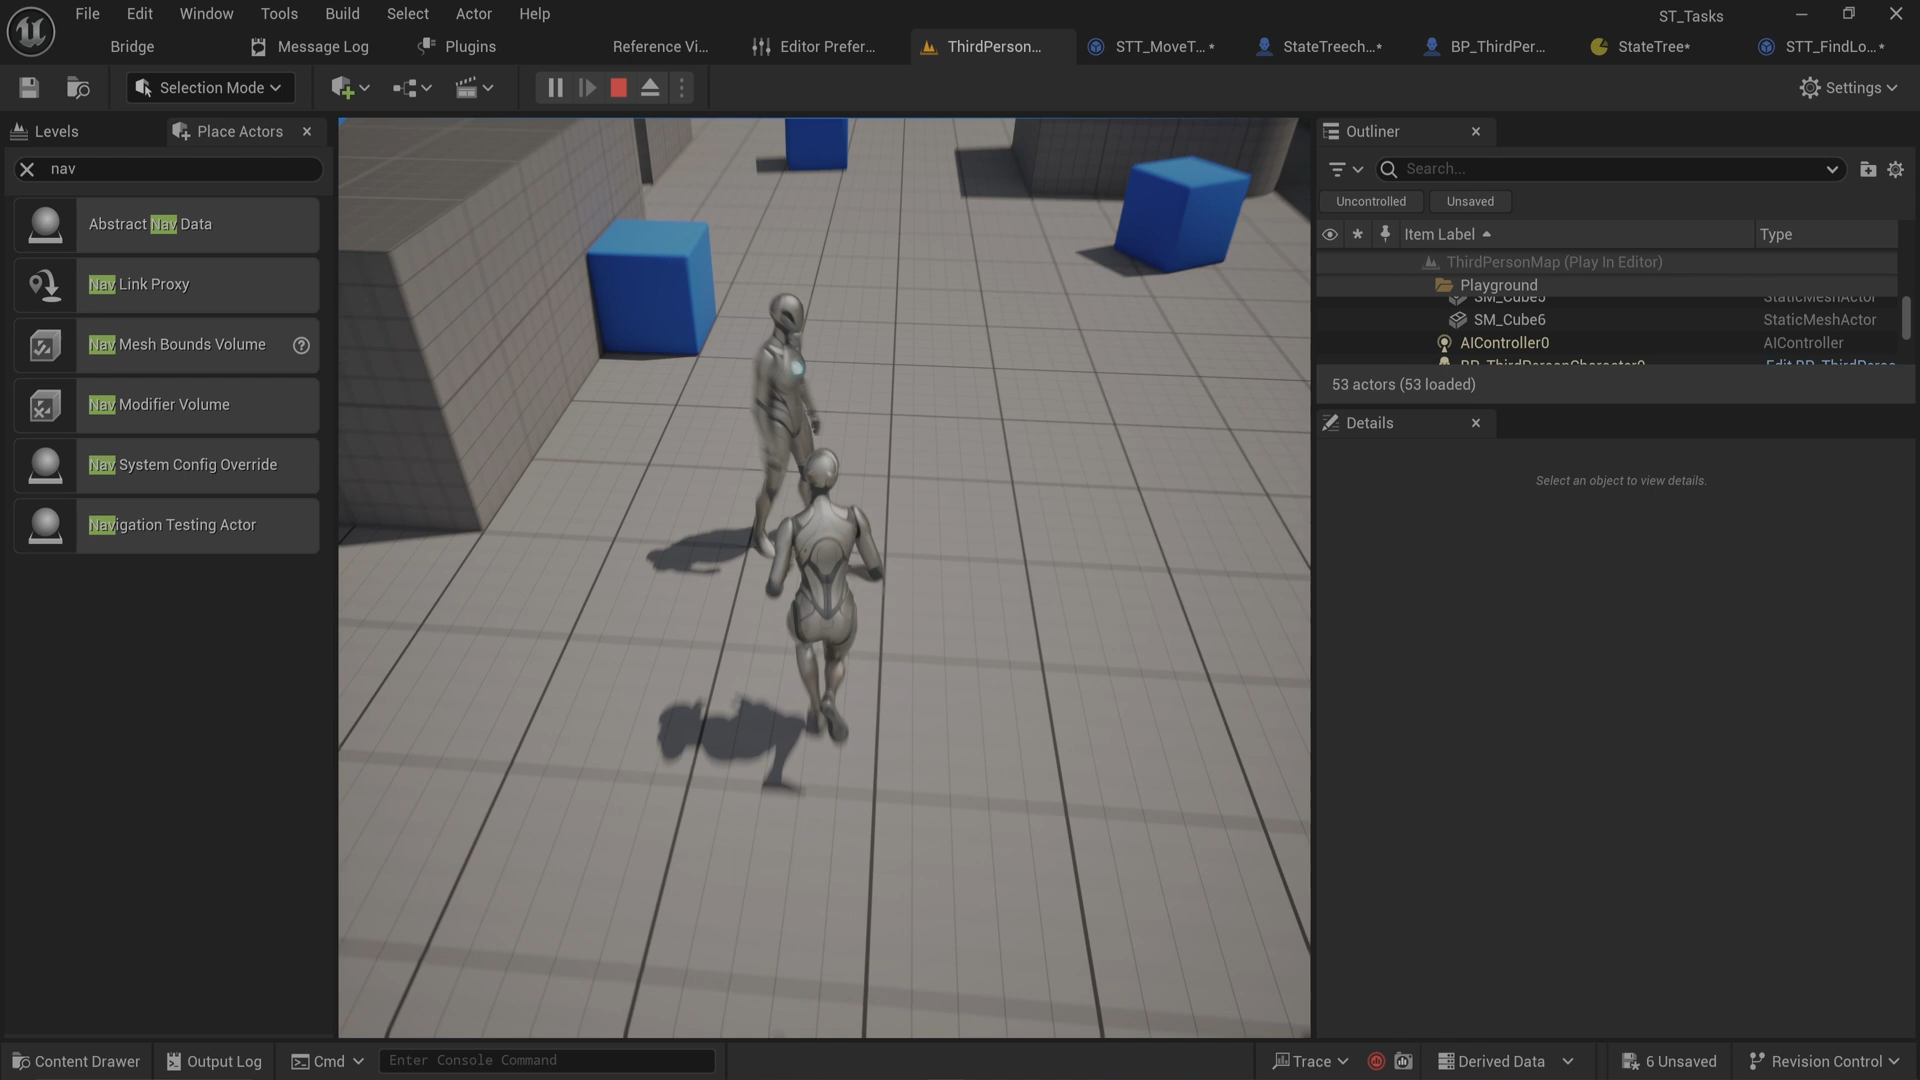 File Edit Window Tools Build Select Actor Help
ST_Tasks
Bridge
Message Log
Plugins
Reference Vi...
Editor Prefer...
ThirdPerson...
STT_MoveT...*
StateTreech...*
BP_ThirdPer...
StateTree*
STT_FindLo...*
Selection Mode
Settings
Levels
Place Actors
nav
Abstract Nav Data
Nav Link Proxy
Nav Mesh Bounds Volume
Nav Modifier Volume
Nav System Config Override
Navigation Testing Actor
Outliner
Search...
Uncontrolled
Unsaved
Item Label
Type
ThirdPersonMap (Play In Editor)
Playground
SM_Cube5 StaticMeshActor
SM_Cube6 StaticMeshActor
AIController0 AIController
BP_ThirdPersonCharacter0 Edit BP_ThirdPerso
53 actors (53 loaded)
Details
Select an object to view details.
Content Drawer
Output Log
Cmd
Enter Console Command
Trace
Derived Data
6 Unsaved
Revision Control